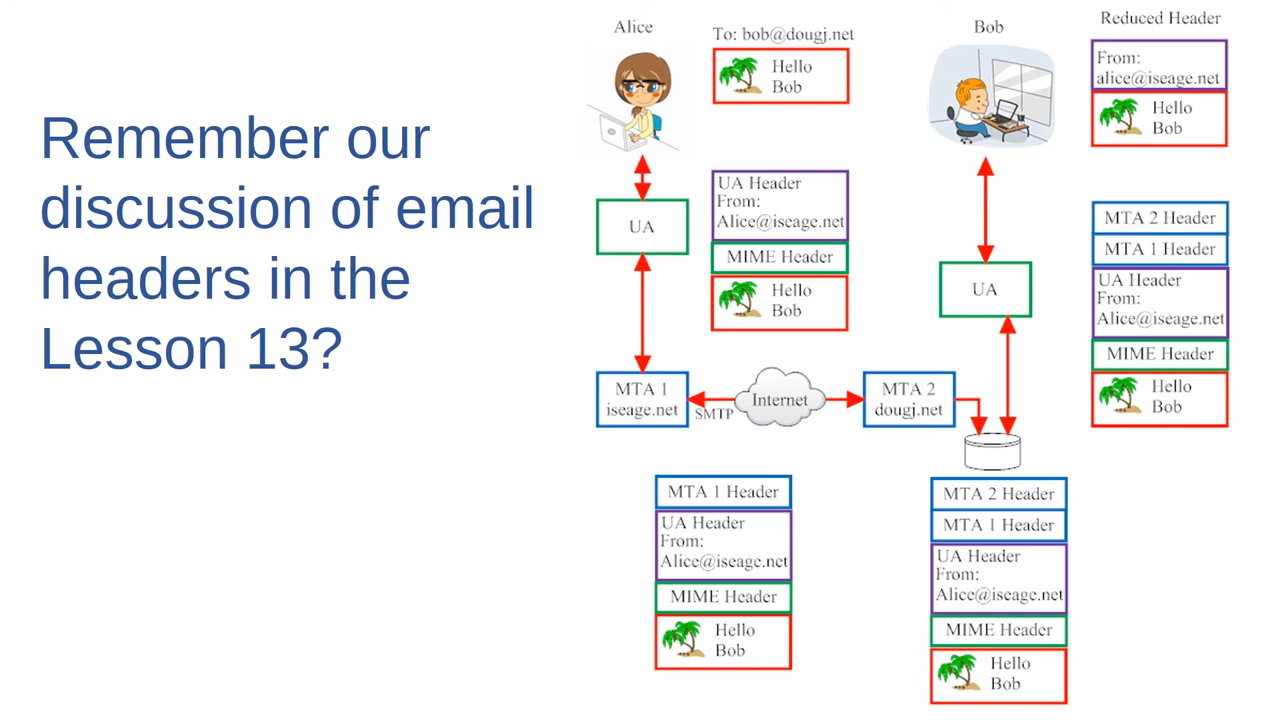 Remember our
discussion of email
headers in the
Lesson 13?
Alice
To: bob@dougj.net
Hello
Bob
Bob
Reduced Header
From:
alice@iseage.net
Hello
Bob
UA
UA Header
From:
Alice@iseage.net
MIME Header
Hello
Bob
UA
MTA 2 Header
MTA 1 Header
UA Header
From:
Alice@iseage.net
MIME Header
Hello
Bob
MTA 1
iseage.net
SMTP
Internet
MTA 2
dougj.net
MTA 1 Header
UA Header
From:
Alice@iseage.net
MIME Header
Hello
Bob
MTA 2 Header
MTA 1 Header
UA Header
From:
Alice@iseage.net
MIME Header
Hello
Bob